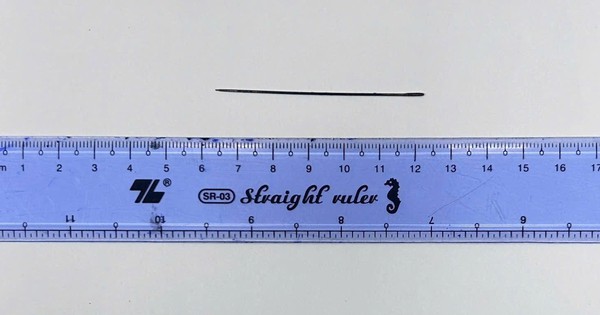 m 1 2 3 4 5 6 7 8 9 10 11 12 13 14 15 16 17
SR-03 Straight ruler
11 10 9 8 7 6